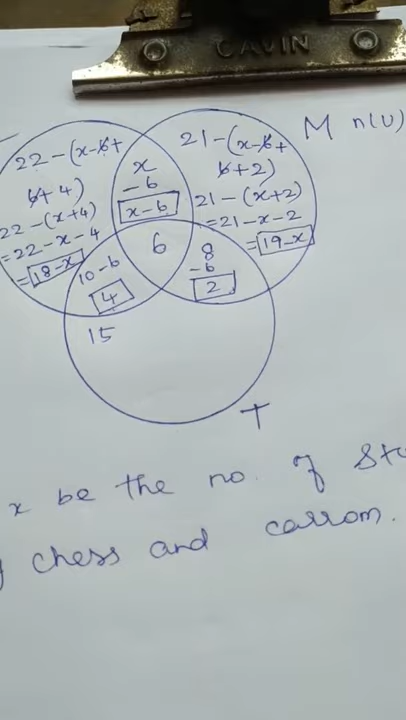 CAVIN
22 - (x-6+
6+4)
22 - (x+4)
= 22 - x - 4
= 18-x
x
- 6
x-6
21 - (x-6+
6+2)
21 - (x+2)
= 21 - x - 2
= 19-x
M n(U)
6
10-6
4
8
-6
2
15
T
x be the no. of
chess and carrom.